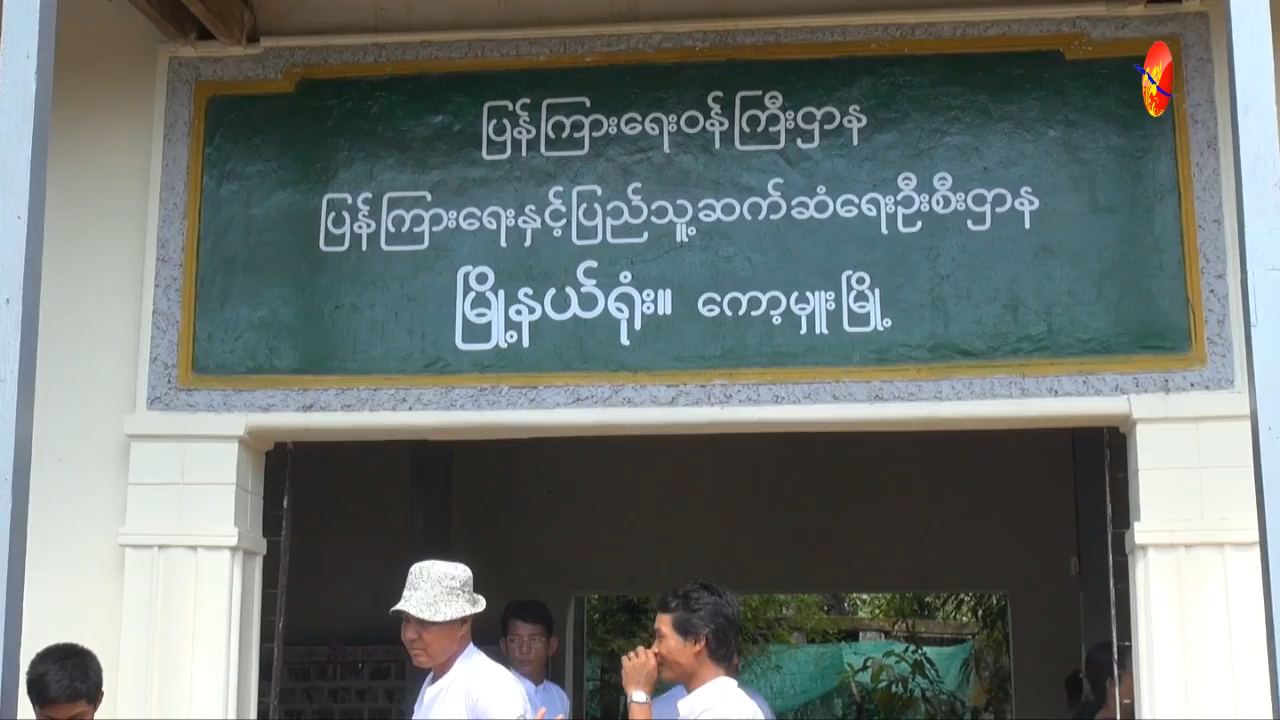 ပြန်ကြားရေးဝန်ကြီးဌာန
ပြန်ကြားရေးနှင့်ပြည်သူ့ဆက်ဆံရေးဦးစီးဌာန
မြို့နယ်ရုံး။ ကော့မှူးမြို့